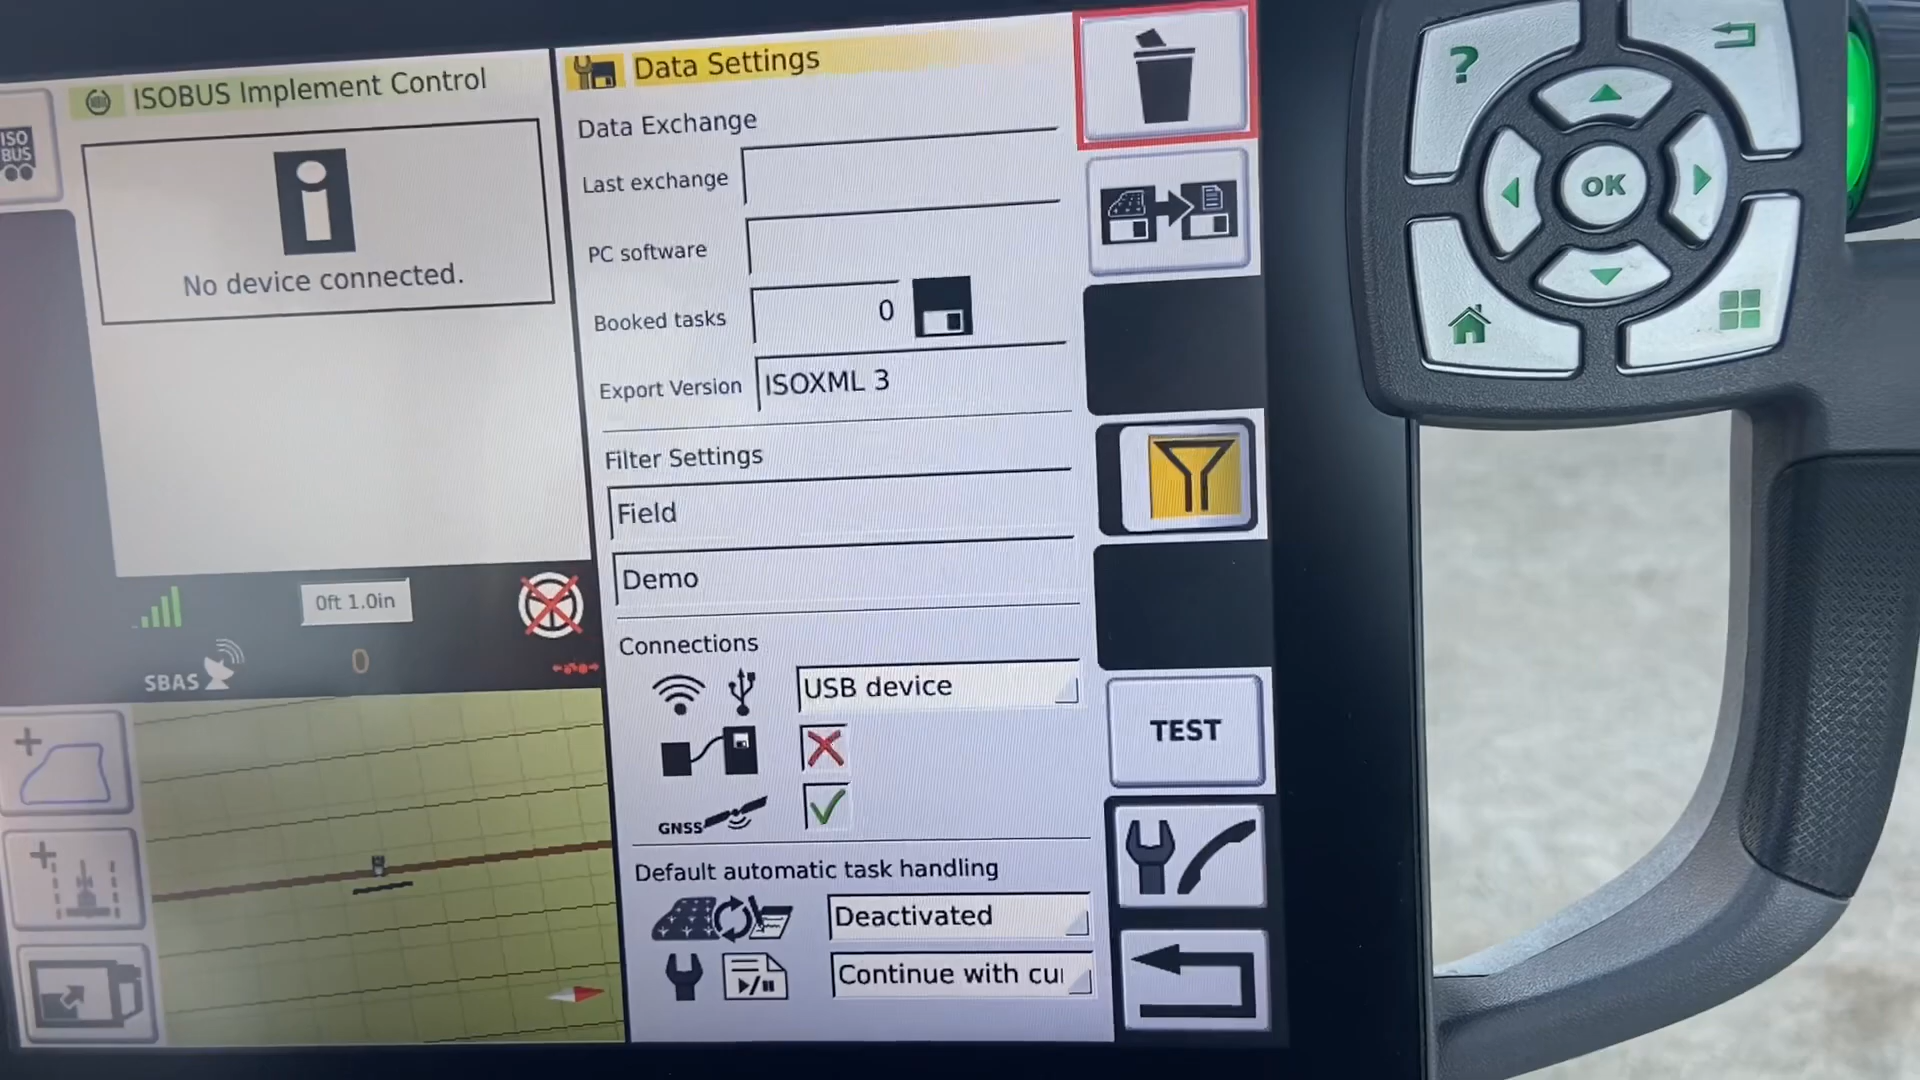 ISO
BUS
ISOBUS Implement Control
No device connected.
0ft 1.0in
SBAS
0
Data Settings
Data Exchange
Last exchange
PC software
Booked tasks
0
Export Version
ISOXML 3
Filter Settings
Field
Demo
Connections
USB device
GNSS
Default automatic task handling
Deactivated
Continue with cu
TEST
?
OK